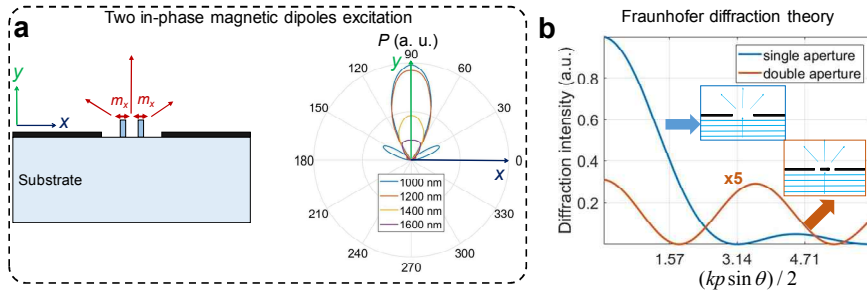 a
Two in-phase magnetic dipoles excitation
y
x
mx mx
Substrate
P (a. u.)
90
y
120 60
150 30
180 x 0
210 330
240 300
270
1000 nm
1200 nm
1400 nm
1600 nm
b
Fraunhofer diffraction theory
Diffraction intensity (a.u.)
0.8
0.6
0.4
0.2
single aperture
double aperture
x5
1.57 3.14 4.71
(kp sin θ) / 2